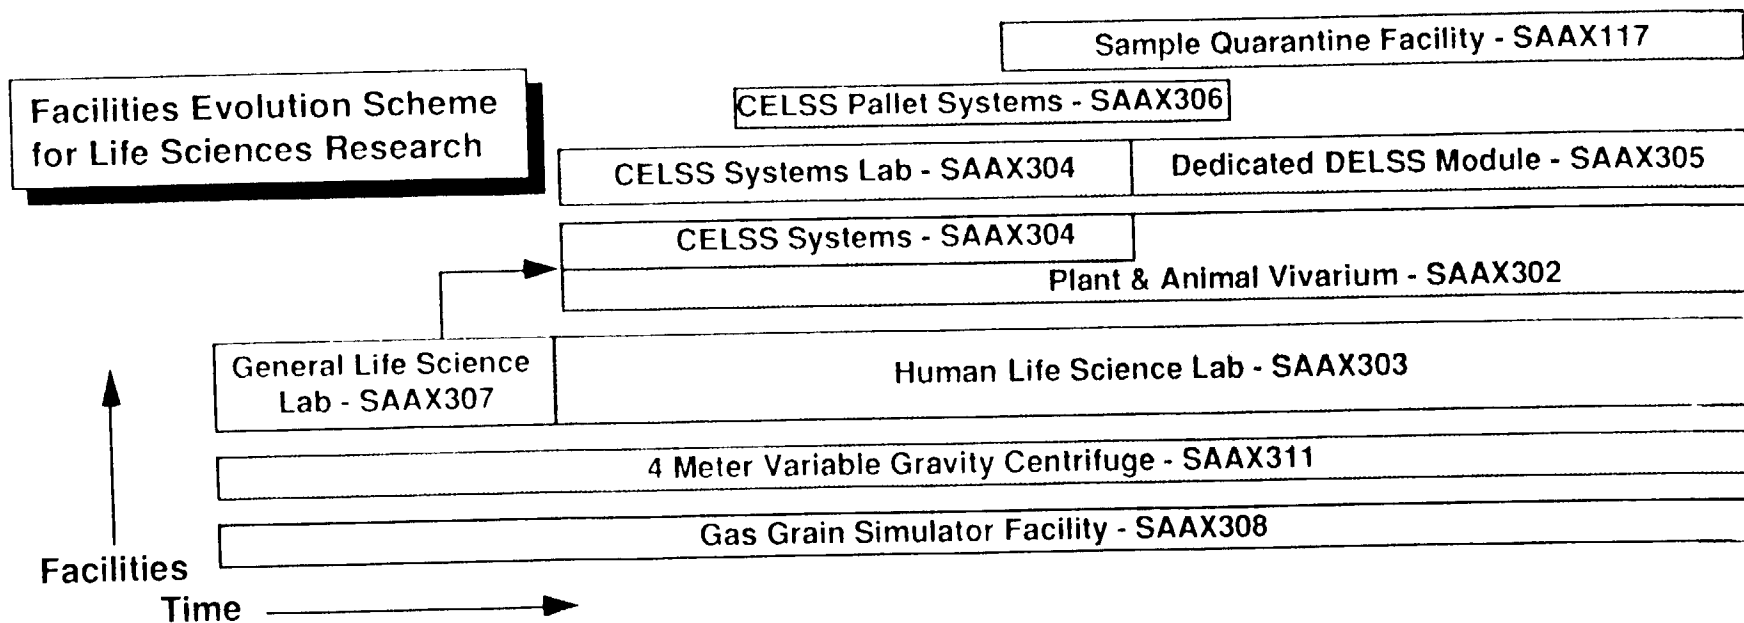 Sample Quarantine Facility - SAAX117
Facilities Evolution Scheme
for Life Sciences Research
CELSS Pallet Systems - SAAX306
CELSS Systems Lab - SAAX304
Dedicated DELSS Module - SAAX305
CELSS Systems - SAAX304
Plant & Animal Vivarium - SAAX302
General Life Science
Lab - SAAX307
Human Life Science Lab - SAAX303
4 Meter Variable Gravity Centrifuge - SAAX311
Gas Grain Simulator Facility - SAAX308
Facilities
Time